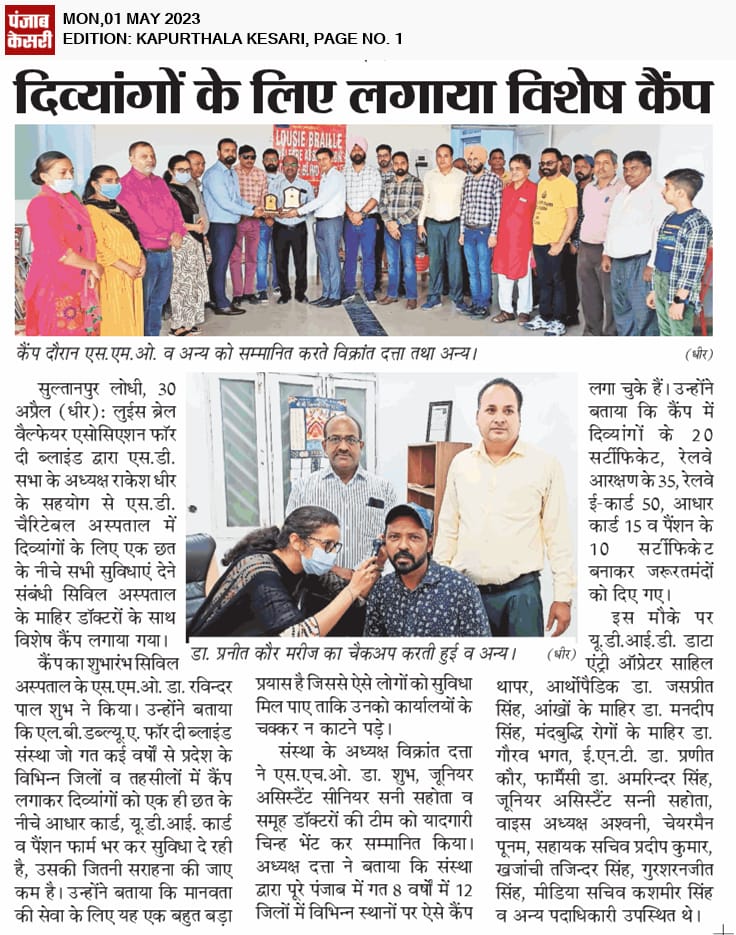 पंजाब
केसरी
MON,01 MAY 2023
EDITION: KAPURTHALA KESARI, PAGE NO. 1
दिव्यांगों के लिए लगाया विशेष कैंप
LOUSIE BRAILLE
कैंप दौरान एस.एम.ओ. व अन्य को सम्मानित करते विक्रांत दत्ता तथा अन्य।
(धीर)
सुल्तानपुर लोधी, 30
अप्रैल (धीर): लुईस ब्रेल
वैल्फेयर एसोसिएशन फॉर
दी ब्लाइंड द्वारा एस.डी.
सभा के अध्यक्ष राकेश धीर
के सहयोग से एस.डी.
चैरिटेबल अस्पताल में
दिव्यांगों के लिए एक छत
के नीचे सभी सुविधाएं देने
संबंधी सिविल अस्पताल
के माहिर डॉक्टरों के साथ
विशेष कैंप लगाया गया।
कैंप का शुभारंभ सिविल
अस्पताल के एस.एम.ओ. डा. रविन्दर
पाल शुभ ने किया। उन्होंने बताया
कि एल.बी.डब्ल्यू.ए. फॉर दी ब्लाइंड
संस्था जो गत कई वर्षों से प्रदेश के
विभिन्न जिलों व तहसीलों में कैंप
लगाकर दिव्यांगों को एक ही छत के
नीचे आधार कार्ड, यू.डी.आई. कार्ड
व पैंशन फार्म भर कर सुविधा दे रही
है, उसकी जितनी सराहना की जाए
कम है। उन्होंने बताया कि मानवता
की सेवा के लिए यह एक बहुत बड़ा
डा. प्रनीत कौर मरीज का चैकअप करती हुई व अन्य।
(धीर)
प्रयास है जिससे ऐसे लोगों को सुविधा
मिल पाए ताकि उनको कार्यालयों के
चक्कर न काटने पड़े।
संस्था के अध्यक्ष विक्रांत दत्ता
ने एस.एच.ओ. डा. शुभ, जूनियर
असिस्टैंट सीनियर सनी सहोता व
समूह डॉक्टरों की टीम को यादगारी
चिन्ह भेंट कर सम्मानित किया।
अध्यक्ष दत्ता ने बताया कि संस्था
द्वारा पूरे पंजाब में गत 8 वर्षों में 12
जिलों में विभिन्न स्थानों पर ऐसे कैंप
लगा चुके हैं। उन्होंने
बताया कि कैंप में
दिव्यांगों के 20
सर्टीफिकेट, रेलवे
आरक्षण के 35, रेलवे
ई-कार्ड 50, आधार
कार्ड 15 व पैंशन के
10 सर्टीफिकेट
बनाकर जरूरतमंदों
को दिए गए।
इस मौके पर
यू.डी.आई.डी. डाटा
एंट्री ऑप्रेटर साहिल
थापर, आर्थोपैडिक डा. जसप्रीत
सिंह, आंखों के माहिर डा. मनदीप
सिंह, मंदबुद्धि रोगों के माहिर डा.
गौरव भगत, ई.एन.टी. डा. प्रणीत
कौर, फार्मैसी डा. अमरिन्दर सिंह,
जूनियर असिस्टैंट सन्नी सहोता,
वाइस अध्यक्ष अश्वनी, चेयरमैन
पूनम, सहायक सचिव प्रदीप कुमार,
खजांची तजिन्दर सिंह, गुरशरनजीत
सिंह, मीडिया सचिव कशमीर सिंह
व अन्य पदाधिकारी उपस्थित थे।